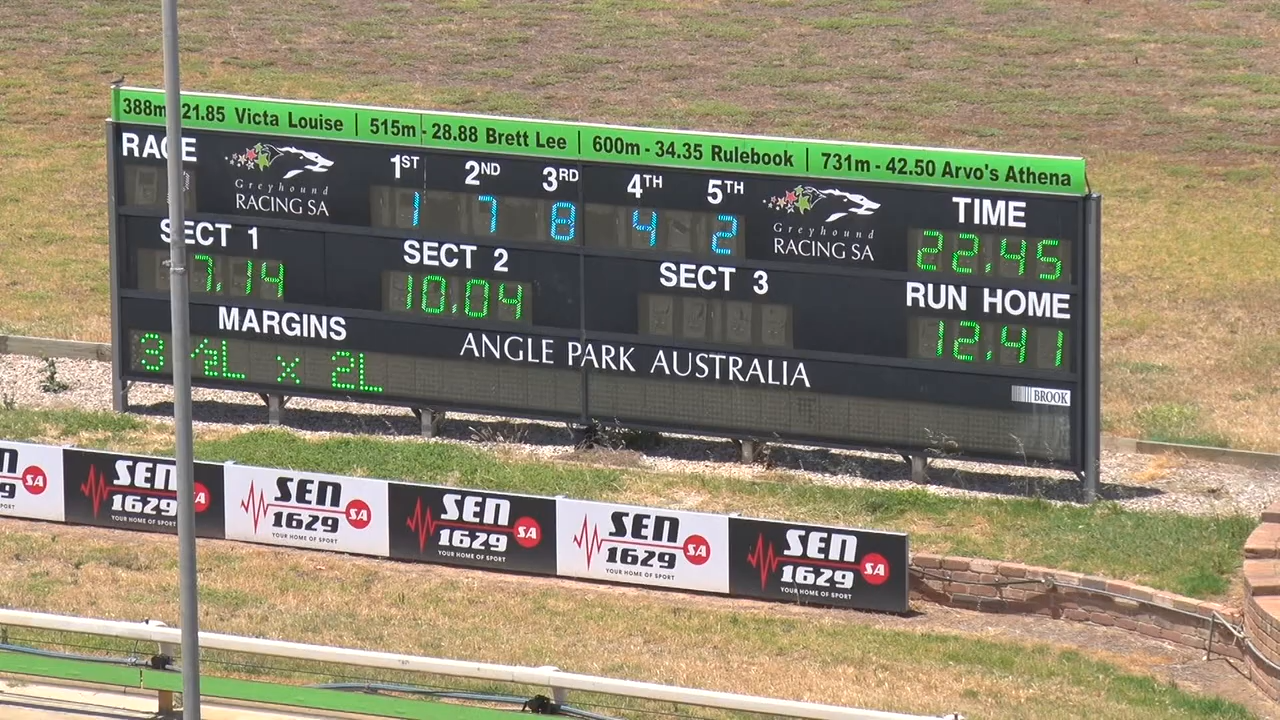 388m - 21.85 Victa Louise | 515m - 28.88 Brett Lee | 600m - 34.35 Rulebook | 731m - 42.50 Arvo's Athena
RACE
Greyhound
RACING SA
1ST 2ND 3RD 4TH 5TH
1 7 8 4 2
Greyhound
RACING SA
TIME
22.45
SECT 1
7.14
SECT 2
10.04
SECT 3
RUN HOME
12.41
MARGINS
3 ½L x 2L
ANGLE PARK AUSTRALIA
BROOK
9 SA
SEN
1629 SA
YOUR HOME OF SPORT
SEN
1629 SA
YOUR HOME OF SPORT
SEN
1629 SA
YOUR HOME OF SPORT
SEN
1629 SA
YOUR HOME OF SPORT
SEN
1629 SA
YOUR HOME OF SPORT